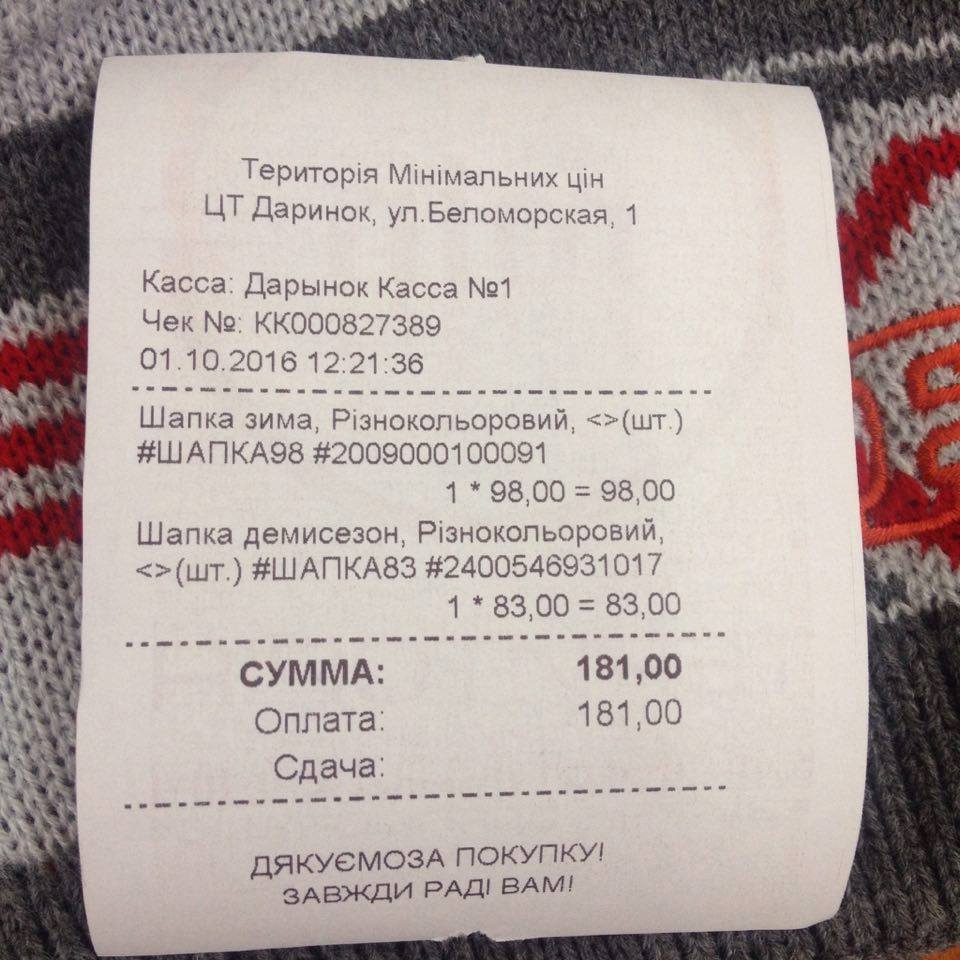 Територія Мінімальних цін
ЦТ Даринок, ул.Беломорская, 1
Касса: Дарынок Касса №1
Чек №: КК000827389
01.10.2016 12:21:36
Шапка зима, Різнокольоровий, <>(шт.)
#ШАПКА98 #2009000100091
1 * 98,00 = 98,00
Шапка демисезон, Різнокольоровий,
<>(шт.) #ШАПКА83 #2400546931017
1 * 83,00 = 83,00
СУММА: 181,00
Оплата: 181,00
Сдача:
ДЯКУЄМОЗА ПОКУПКУ!
ЗАВЖДИ РАДІ ВАМ!